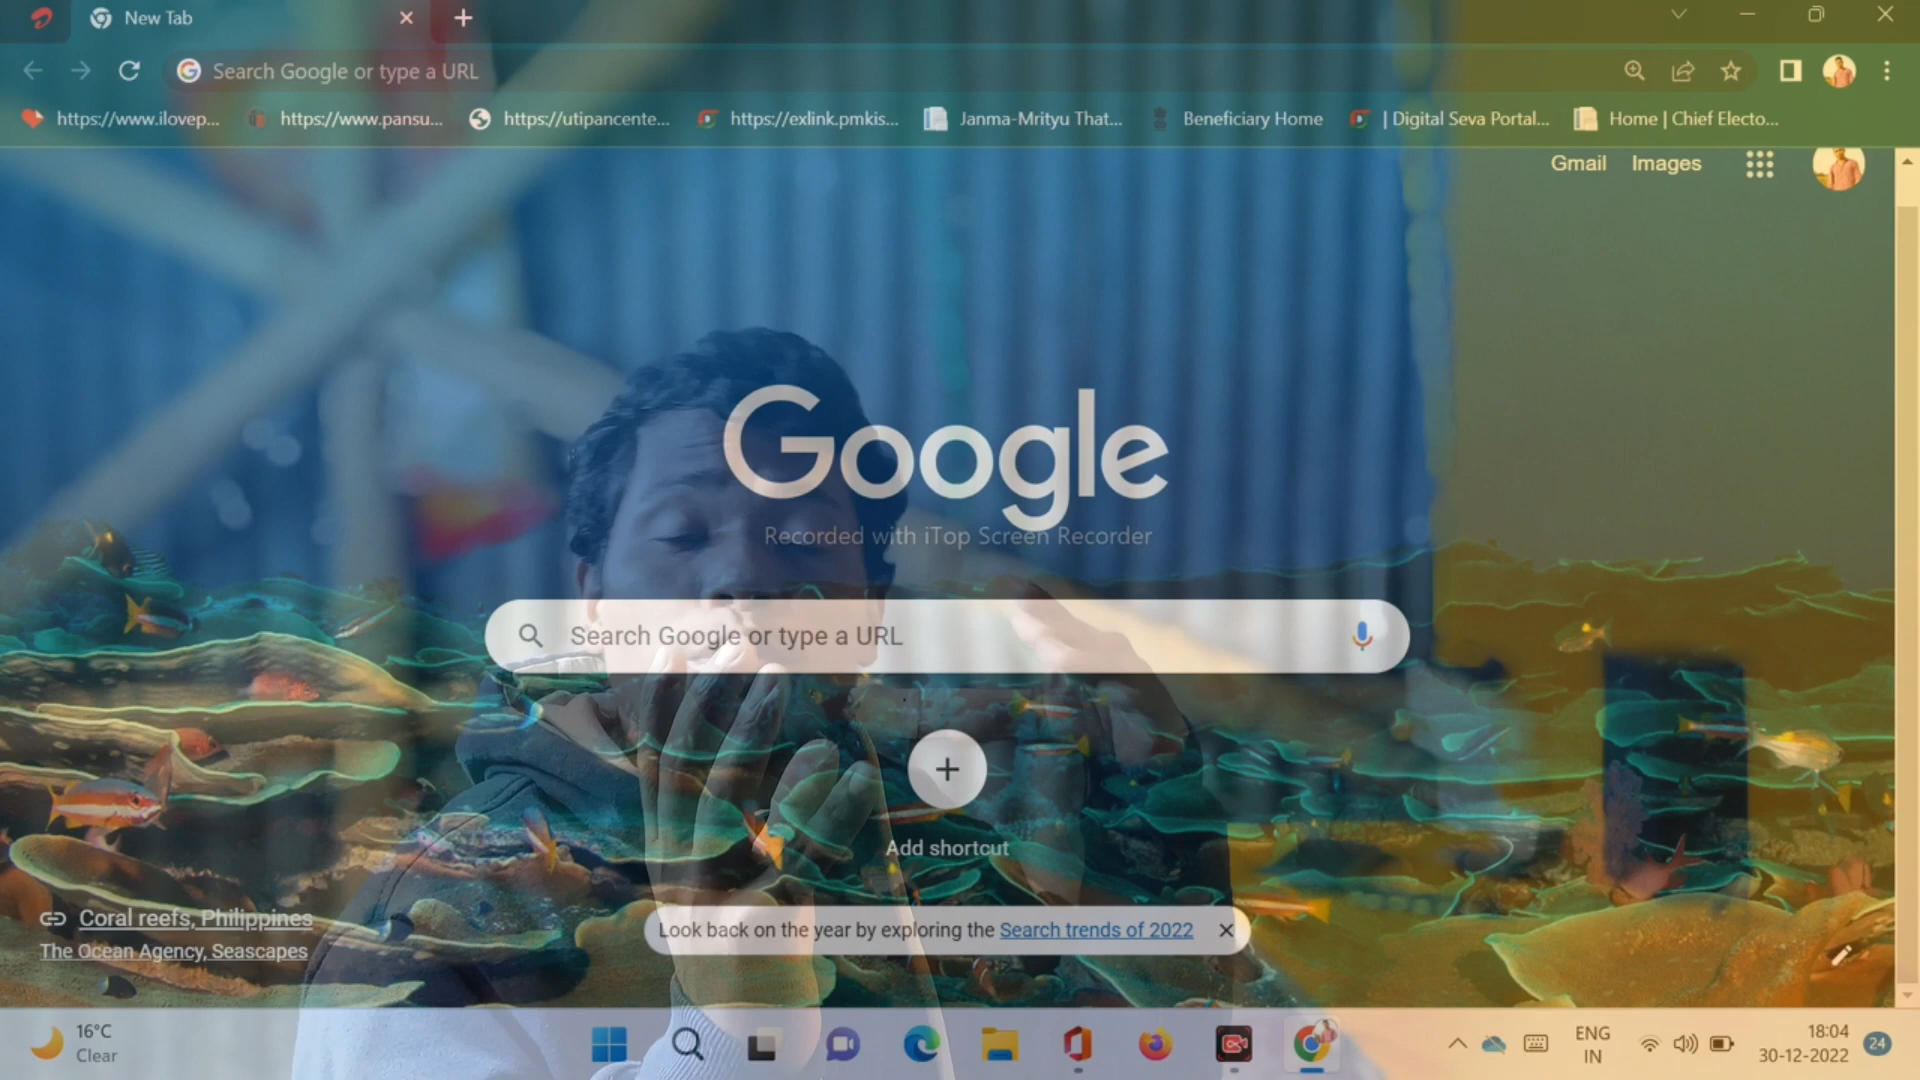 New Tab
Search Google or type a URL
https://www.ilovep...
https://www.pansu...
https://utipancente...
https://exlink.pmkis...
Janma-Mrityu That...
Beneficiary Home
| Digital Seva Portal...
Home | Chief Electo...
Gmail
Images
Google
Recorded with iTop Screen Recorder
Search Google or type a URL
Add shortcut
Look back on the year by exploring the Search trends of 2022
Coral reefs, Philippines
The Ocean Agency, Seascapes
16°C
Clear
ENG
IN
18:04
30-12-2022
24